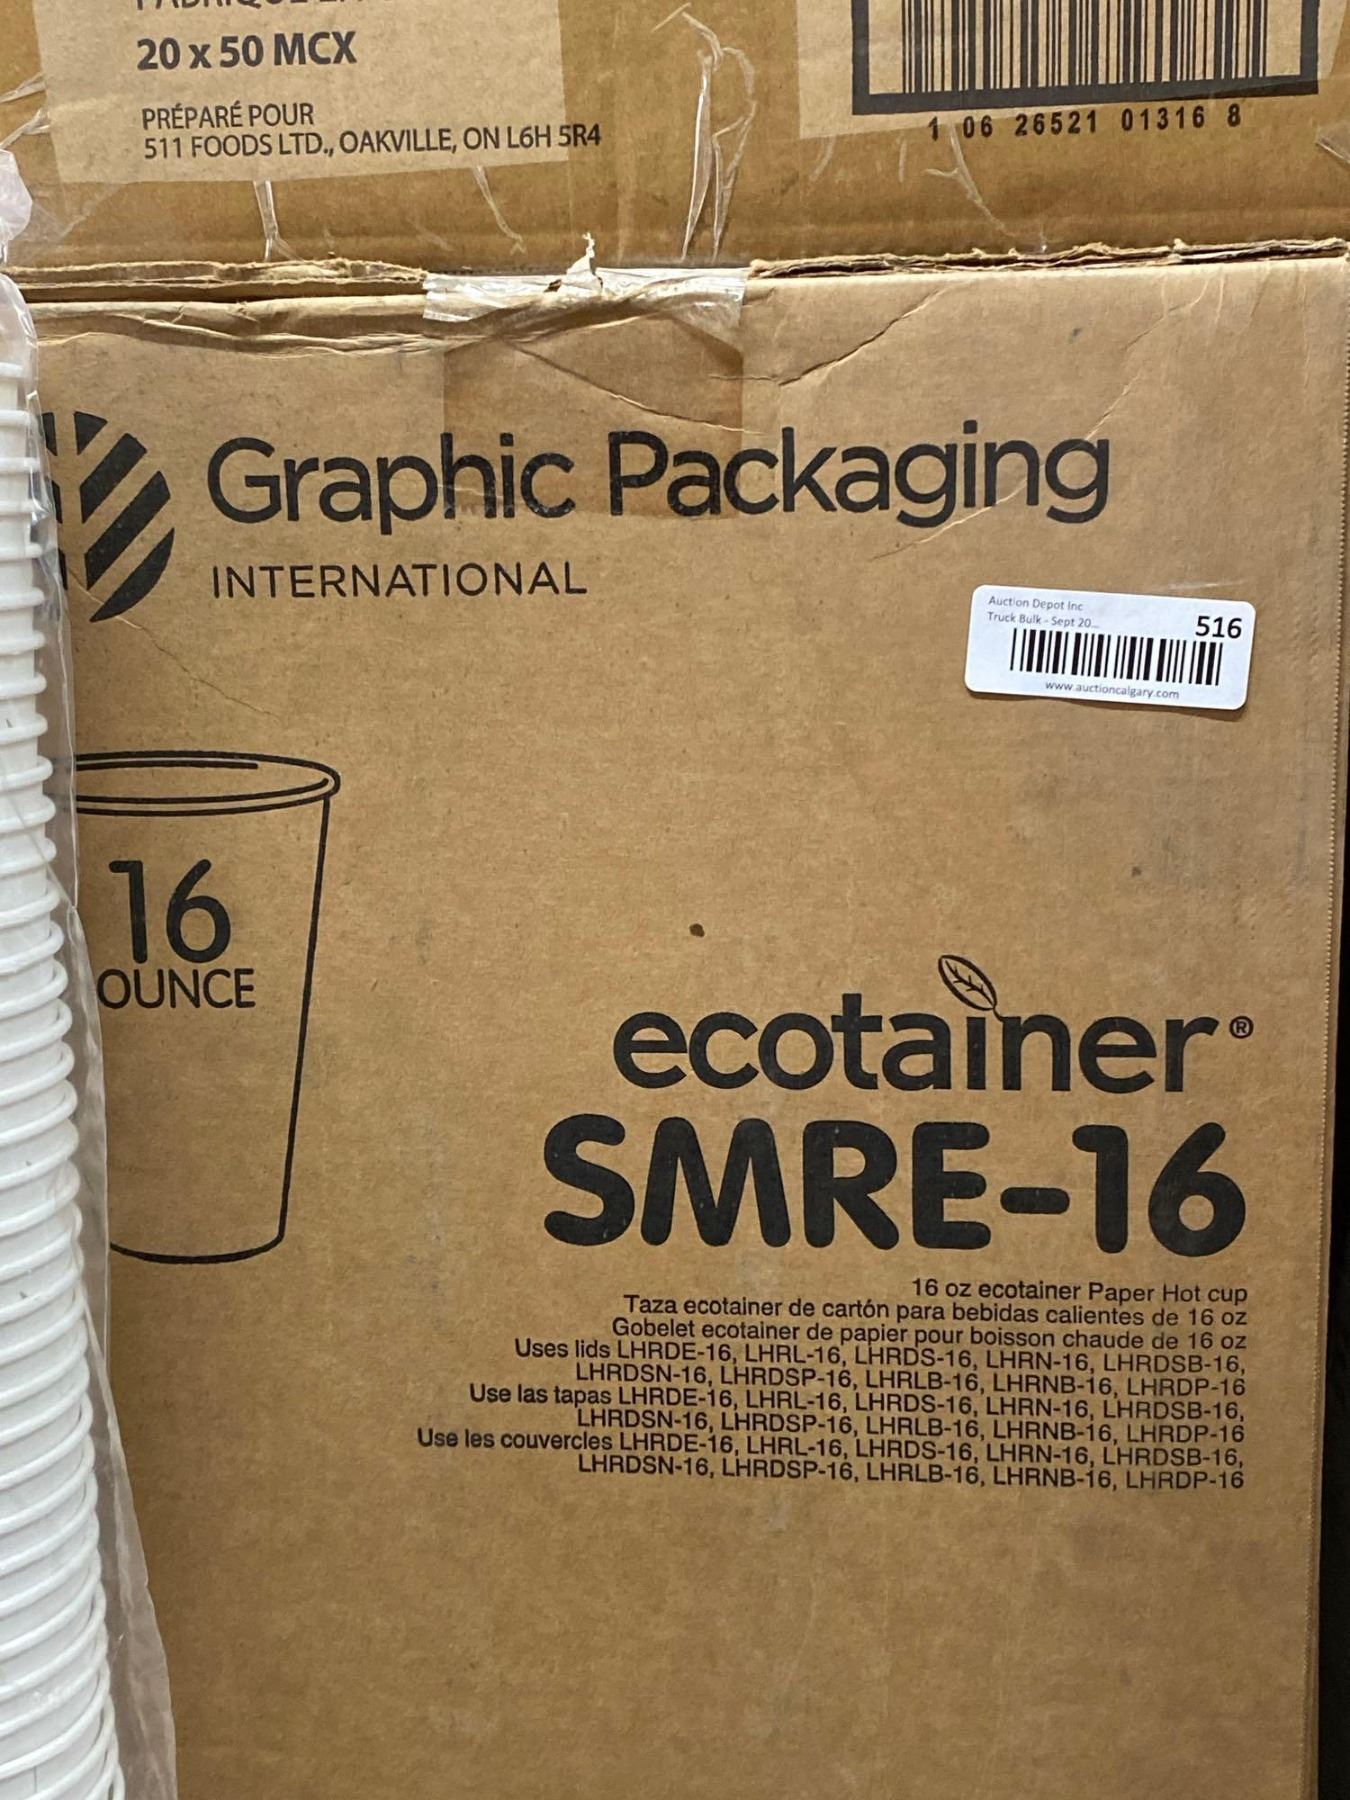 20 x 50 MCX
PRÉPARÉ POUR
511 FOODS LTD., OAKVILLE, ON L6H 5R4
1 06 26521 01316 8
Graphic Packaging
INTERNATIONAL
Auction Depot Inc
Truck Bulk - Sept 20...
516
www.auctioncalgary.com
16
OUNCE
ecotainer®
SMRE-16
16 oz ecotainer Paper Hot cup
Taza ecotainer de cartón para bebidas calientes de 16 oz
Gobelet ecotainer de papier pour boisson chaude de 16 oz
Uses lids LHRDE-16, LHRL-16, LHRDS-16, LHRN-16, LHRDSB-16,
LHRDSN-16, LHRDSP-16, LHRLB-16, LHRNB-16, LHRDP-16
Use las tapas LHRDE-16, LHRL-16, LHRDS-16, LHRN-16, LHRDSB-16,
LHRDSN-16, LHRDSP-16, LHRLB-16, LHRNB-16, LHRDP-16
Use les couvercles LHRDE-16, LHRL-16, LHRDS-16, LHRN-16, LHRDSB-16,
LHRDSN-16, LHRDSP-16, LHRLB-16, LHRNB-16, LHRDP-16